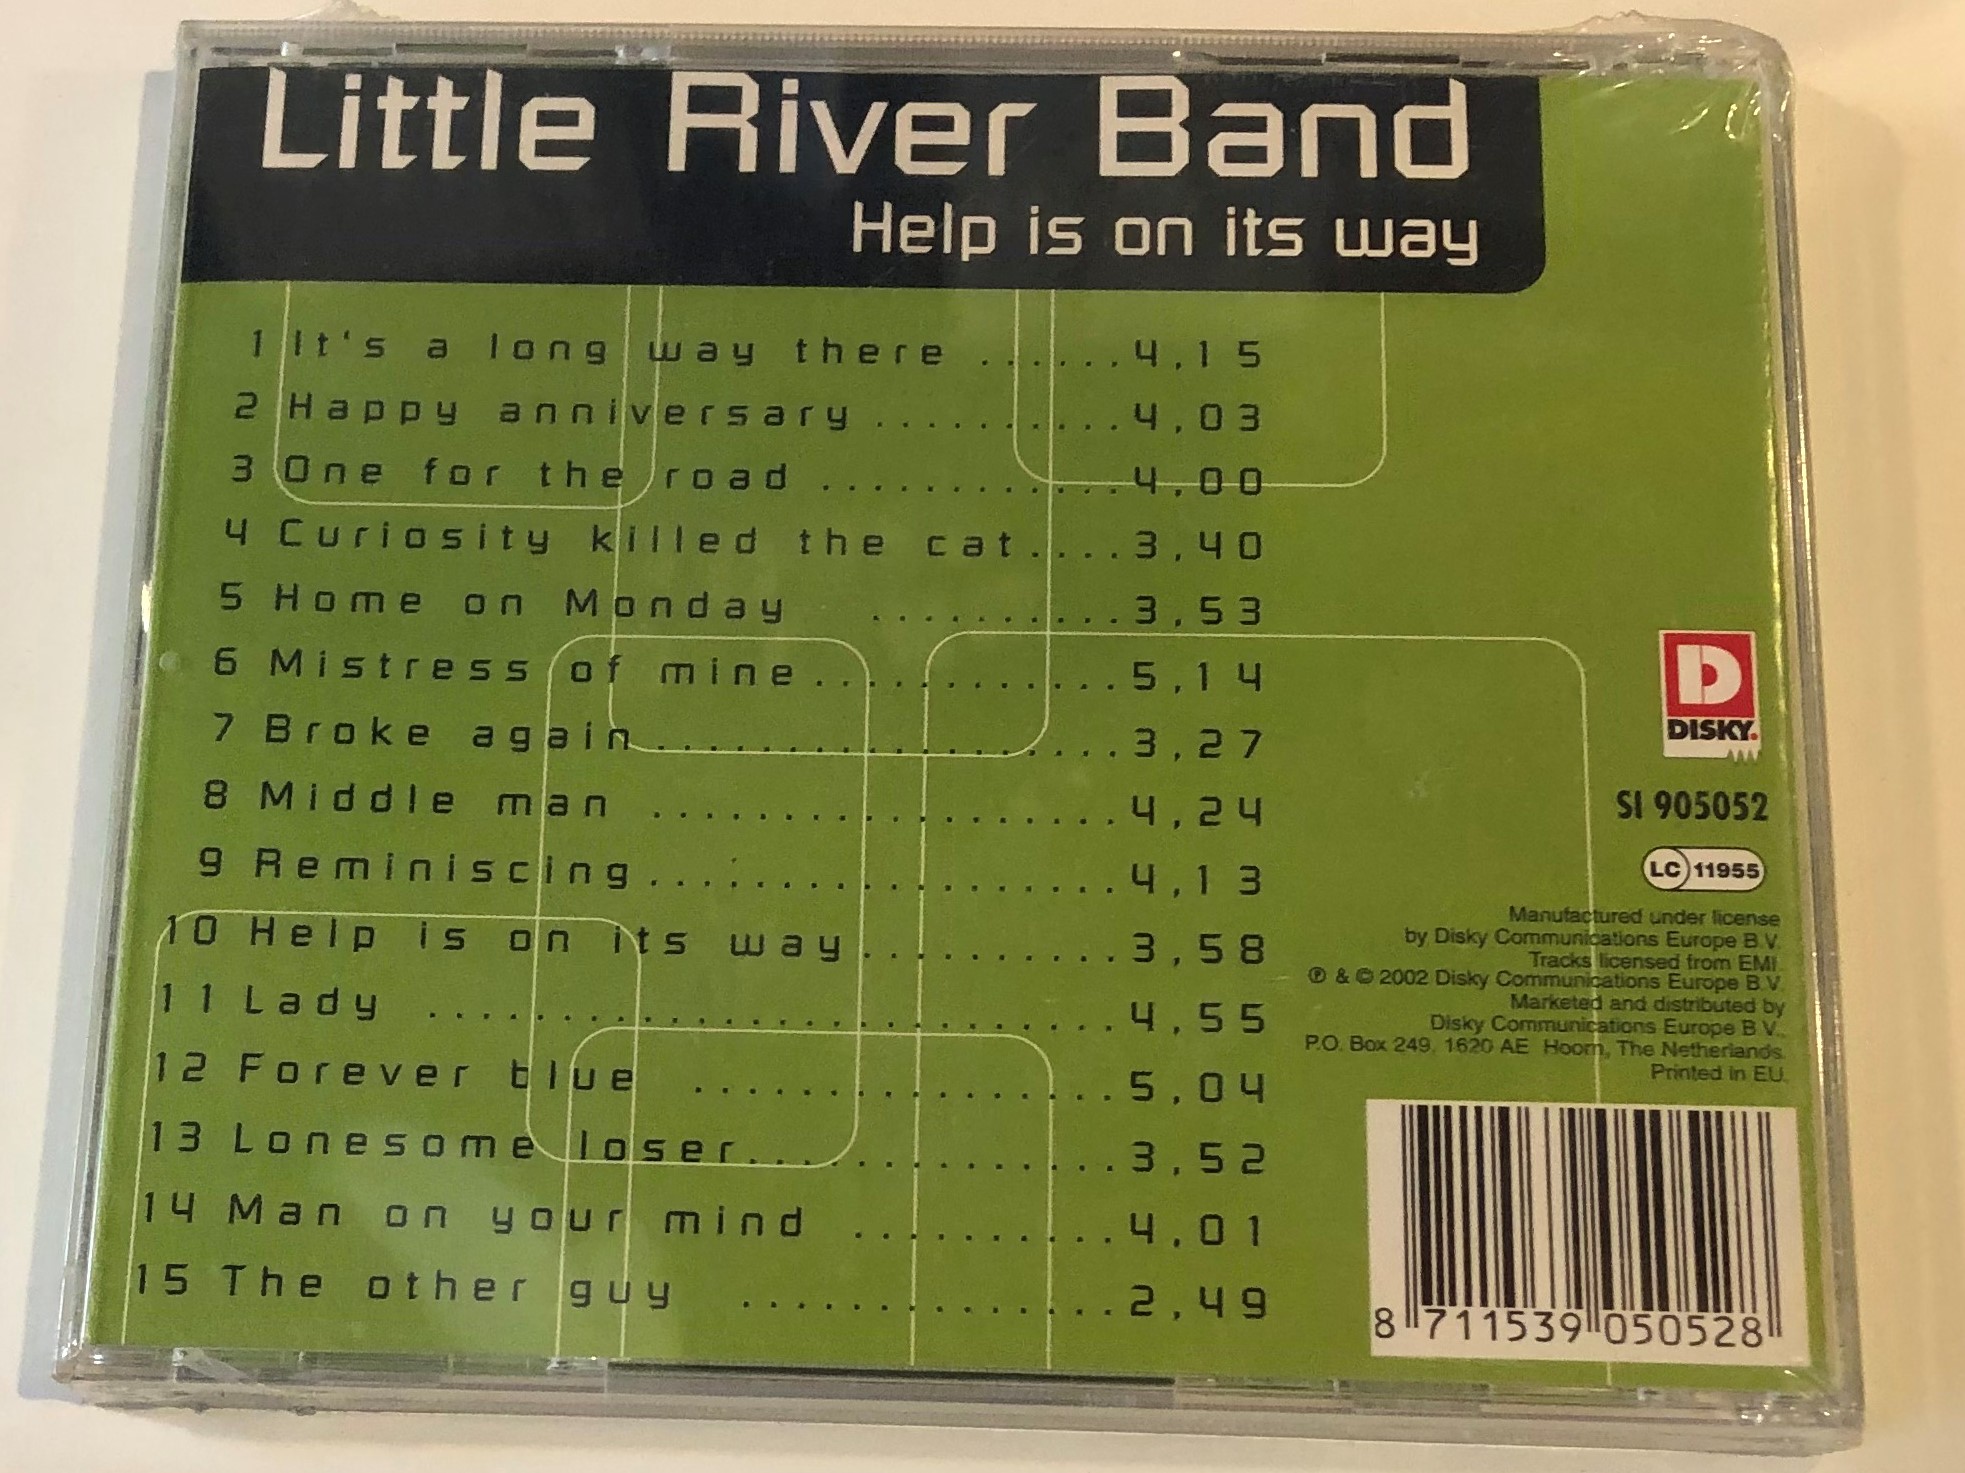 Little River Band
Help is on its way
1 It's a long way there ......4,15
2 Happy anniversary ..........4,03
3 One for the road ............4,00
4 Curiosity killed the cat....3,40
5 Home on Monday ..........3,53
6 Mistress of mine............5,14
7 Broke again..................3,27
8 Middle man ..................4,24
9 Reminiscing..................4,13
10 Help is on its way..........3,58
11 Lady ..........................4,55
12 Forever blue ................5,04
13 Lonesome loser..............3,52
14 Man on your mind ..........4,01
15 The other guy ..............2,49
D
DISKY.
SI 905052
LC 11955
Manufactured under license
by Disky Communications Europe B.V.
Tracks licensed from EMI.
℗ & © 2002 Disky Communications Europe B.V.
Marketed and distributed by
Disky Communications Europe B.V.,
P.O. Box 249, 1620 AE Hoorn, The Netherlands.
Printed in EU.
8 711539 050528